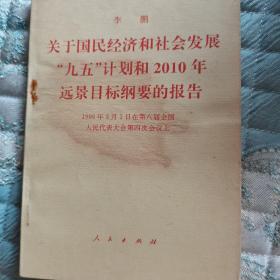 李 鹏
关于国民经济和社会发展
“九五”计划和2010年
远景目标纲要的报告
1996年3月5日在第八届全国
人民代表大会第四次会议上
人民出版社